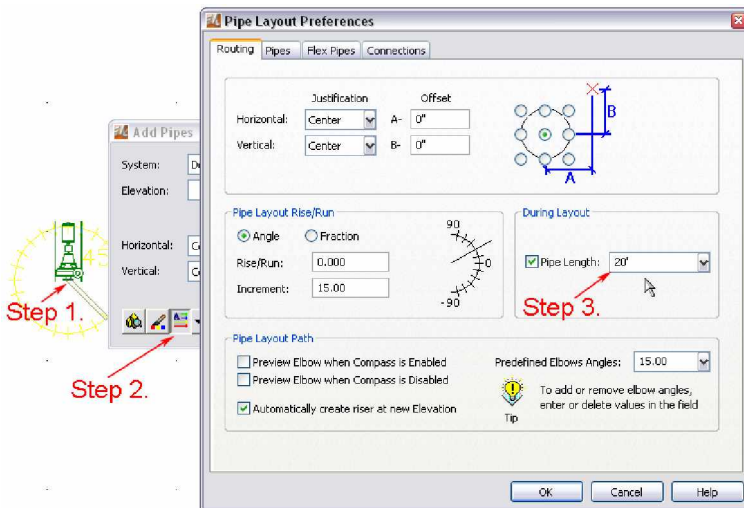 Pipe Layout Preferences
Routing Pipes Flex Pipes Connections
Justification Offset
Horizontal: Center A- 0"
Vertical: Center B- 0"
B
A
Add Pipes
System:
Elevation:
Horizontal:
Vertical:
45
Step 1.
Step 2.
Pipe Layout Rise/Run
Angle Fraction
Rise/Run: 0.000
Increment: 15.00
90
0
-90
During Layout
Pipe Length: 20'
Step 3.
Pipe Layout Path
Preview Elbow when Compass is Enabled
Preview Elbow when Compass is Disabled
Automatically create riser at new Elevation
Predefined Elbows Angles: 15.00
Tip
To add or remove elbow angles,
enter or delete values in the field
OK Cancel Help